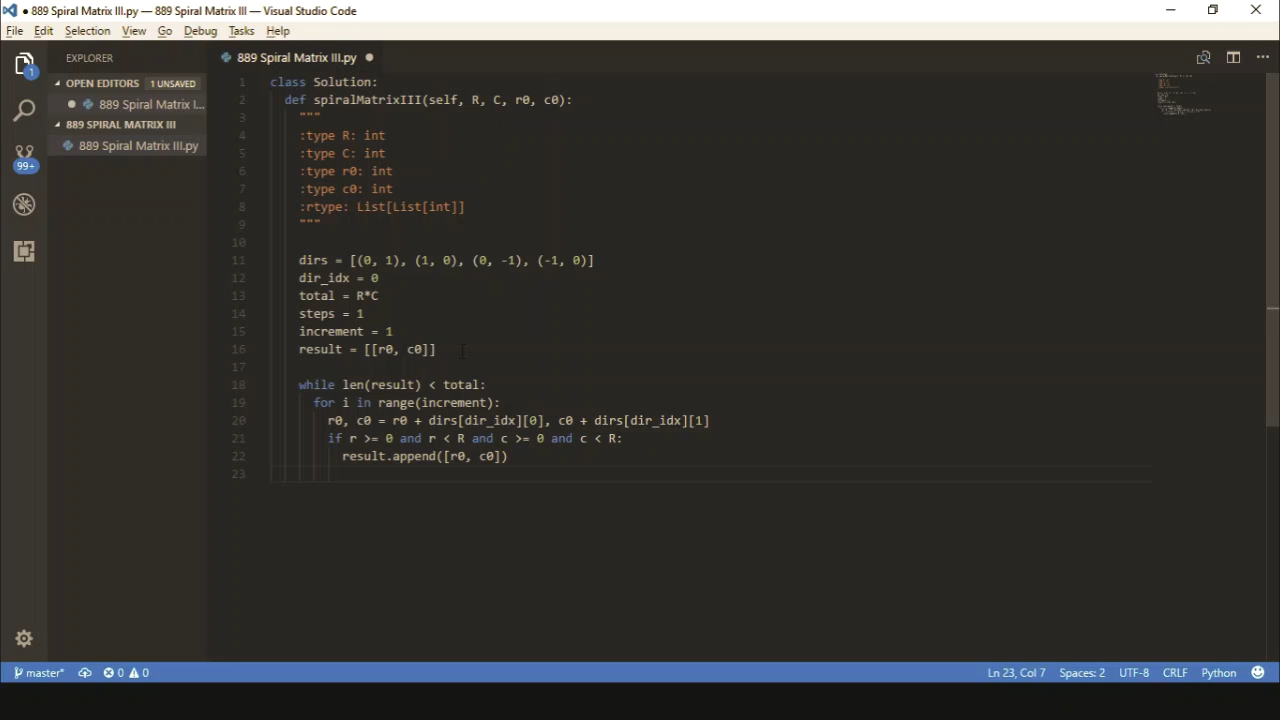 ● 889 Spiral Matrix III.py — 889 Spiral Matrix III — Visual Studio Code
File Edit Selection View Go Debug Tasks Help
EXPLORER
OPEN EDITORS 1 UNSAVED
889 Spiral Matrix I...
889 SPIRAL MATRIX III
889 Spiral Matrix III.py
1
99+
889 Spiral Matrix III.py
1 class Solution:
2 def spiralMatrixIII(self, R, C, r0, c0):
3 """
4 :type R: int
5 :type C: int
6 :type r0: int
7 :type c0: int
8 :rtype: List[List[int]]
9 """
10
11 dirs = [(0, 1), (1, 0), (0, -1), (-1, 0)]
12 dir_idx = 0
13 total = R*C
14 steps = 1
15 increment = 1
16 result = [[r0, c0]]
17
18 while len(result) < total:
19 for i in range(increment):
20 r0, c0 = r0 + dirs[dir_idx][0], c0 + dirs[dir_idx][1]
21 if r >= 0 and r < R and c >= 0 and c < R:
22 result.append([r0, c0])
23
master* 0 0 Ln 23, Col 7 Spaces: 2 UTF-8 CRLF Python